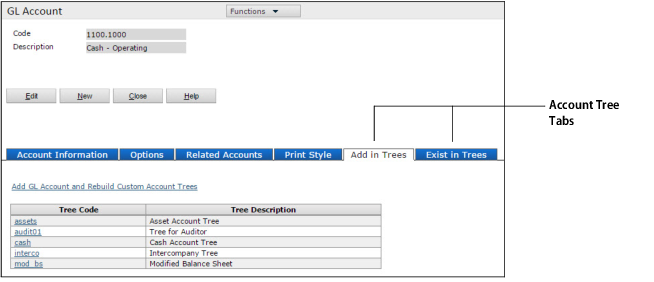 GL Account
Functions
Code 1100.1000
Description Cash - Operating
Edit New Close Help
Account Tree
Tabs
Account Information Options Related Accounts Print Style Add in Trees Exist in Trees
Add GL Account and Rebuild Custom Account Trees
Tree Code Tree Description
assets Asset Account Tree
audit01 Tree for Auditor
cash Cash Account Tree
interco Intercompany Tree
mod_bs Modified Balance Sheet